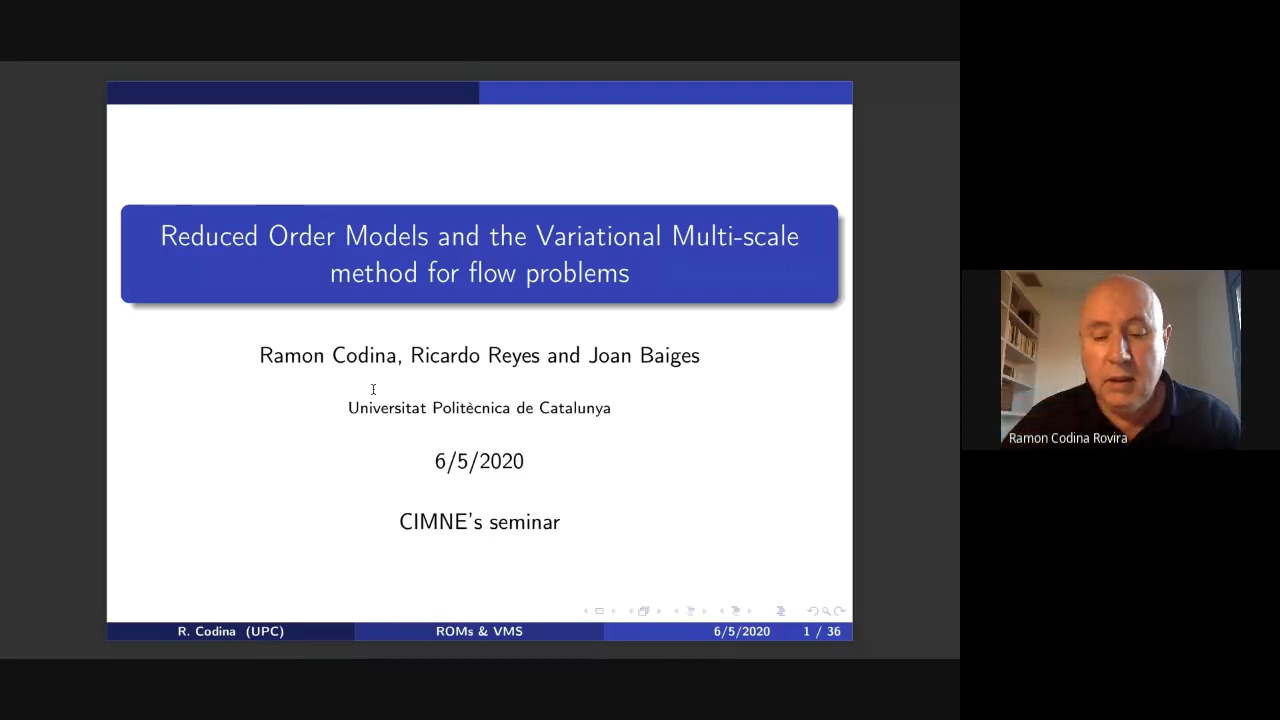 Reduced Order Models and the Variational Multi-scale
method for flow problems
Ramon Codina, Ricardo Reyes and Joan Baiges
Universitat Politècnica de Catalunya
6/5/2020
CIMNE's seminar
R. Codina (UPC) ROMs & VMS 6/5/2020 1 / 36
Ramon Codina Rovira